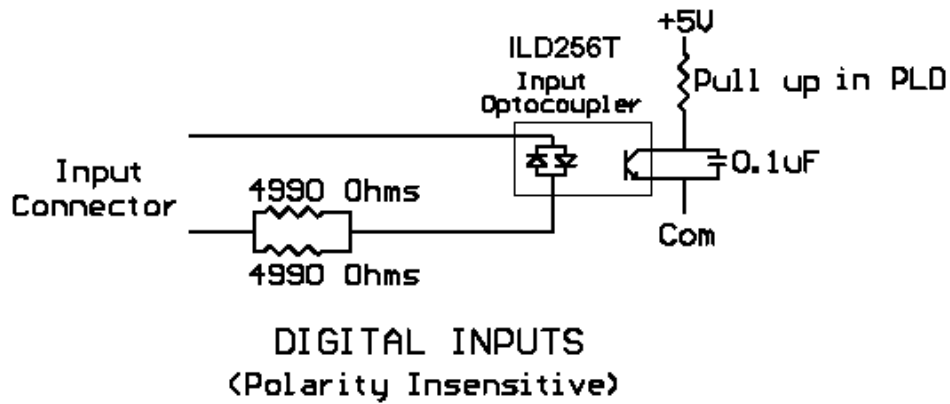 +5V
ILD256T
Input
Optocoupler
Pull up in PLD
0.1uF
Input
Connector
4990 Ohms
4990 Ohms
Com
DIGITAL INPUTS
(Polarity Insensitive)